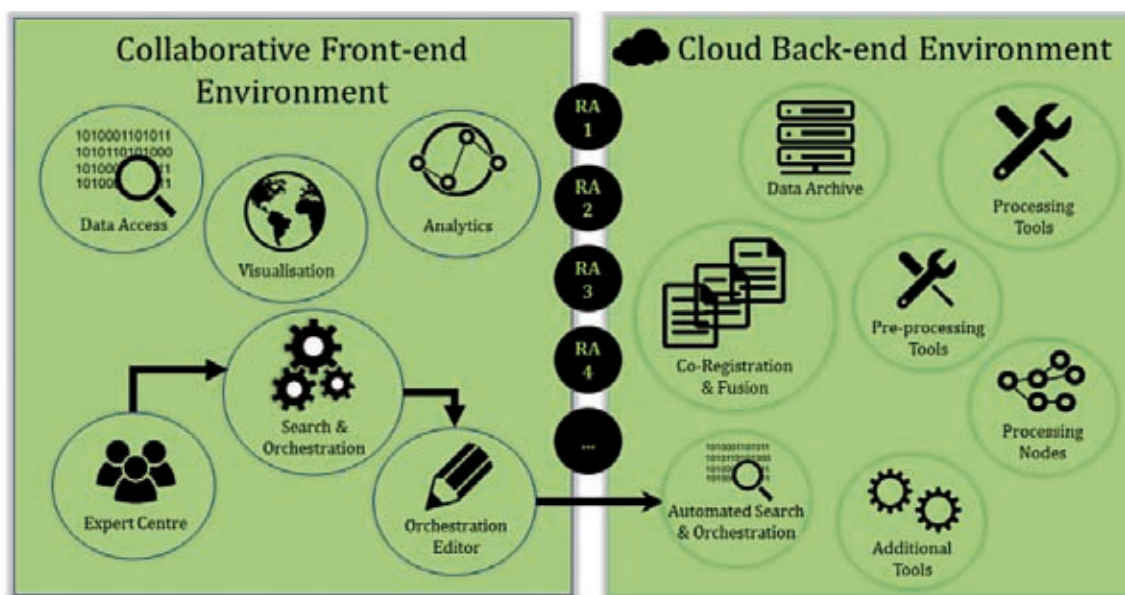 Collaborative Front-end
Environment
1010001101011
1010110101000
Data Access
Visualisation
Analytics
Search &
Orchestration
Expert Centre
Orchestration
Editor
RA
1
RA
2
RA
3
RA
4
...
Cloud Back-end Environment
Data Archive
Processing
Tools
Co-Registration
& Fusion
Pre-processing
Tools
Processing
Nodes
Automated Search
& Orchestration
Additional
Tools